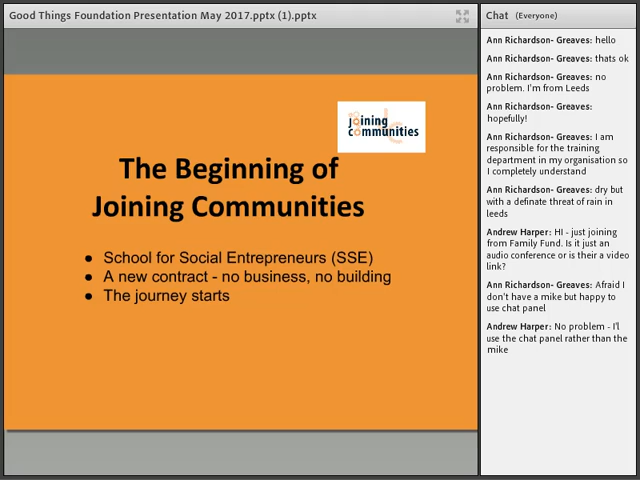 Good Things Foundation Presentation May 2017.pptx (1).pptx
joining
communities
The Beginning of
Joining Communities
● School for Social Entrepreneurs (SSE)
● A new contract - no business, no building
● The journey starts
Chat (Everyone)
Ann Richardson- Greaves: hello
Ann Richardson- Greaves: thats ok
Ann Richardson- Greaves: no
problem. I'm from Leeds
Ann Richardson- Greaves:
hopefully!
Ann Richardson- Greaves: I am
responsible for the training
department in my organisation so
I completely understand
Ann Richardson- Greaves: dry but
with a definate threat of rain in
leeds
Andrew Harper: HI - just joining
from Family Fund. Is it just an
audio conference or is their a video
link?
Ann Richardson- Greaves: Afraid I
don't have a mike but happy to
use chat panel
Andrew Harper: No problem - I'll
use the chat panel rather than the
mike